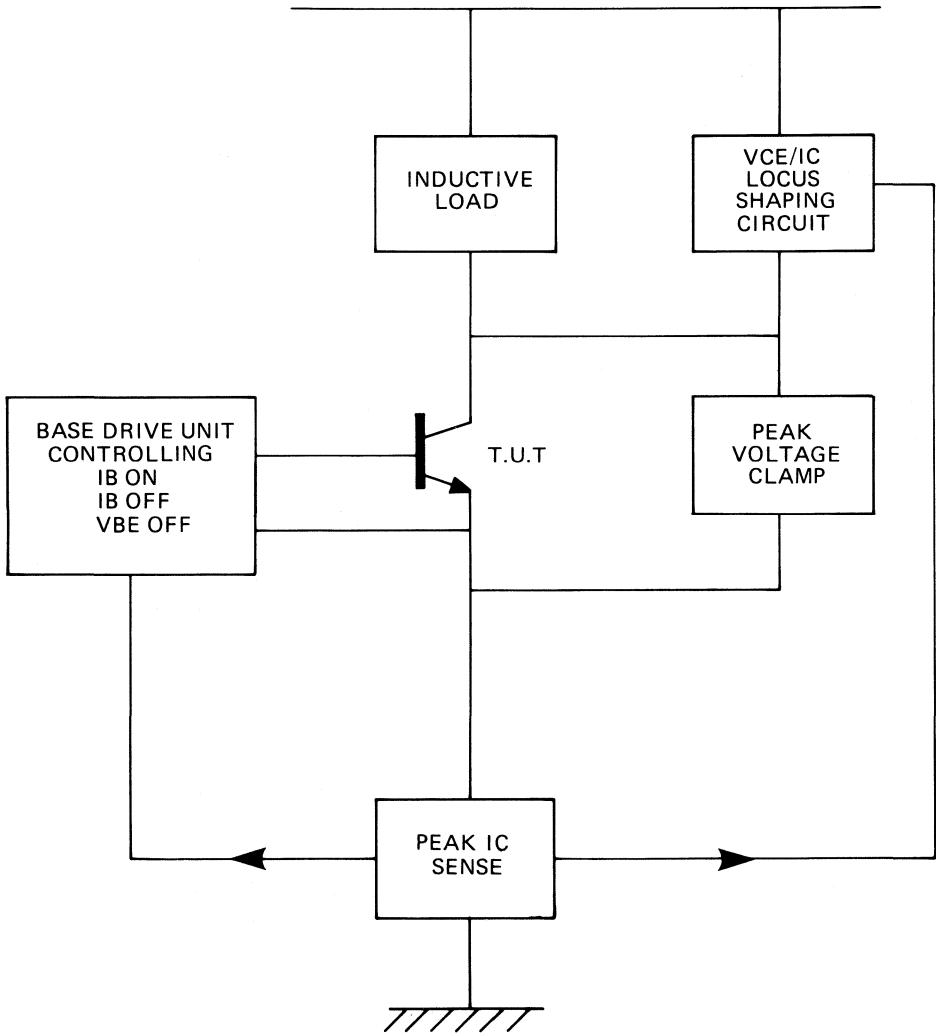 INDUCTIVE
LOAD
VCE/IC
LOCUS
SHAPING
CIRCUIT
BASE DRIVE UNIT
CONTROLLING
IB ON
IB OFF
VBE OFF
T.U.T
PEAK
VOLTAGE
CLAMP
PEAK IC
SENSE